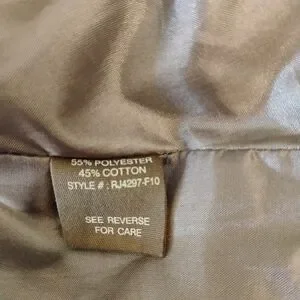 55% POLYESTER
45% COTTON
STYLE # : RJ4297-F10
SEE REVERSE
FOR CARE